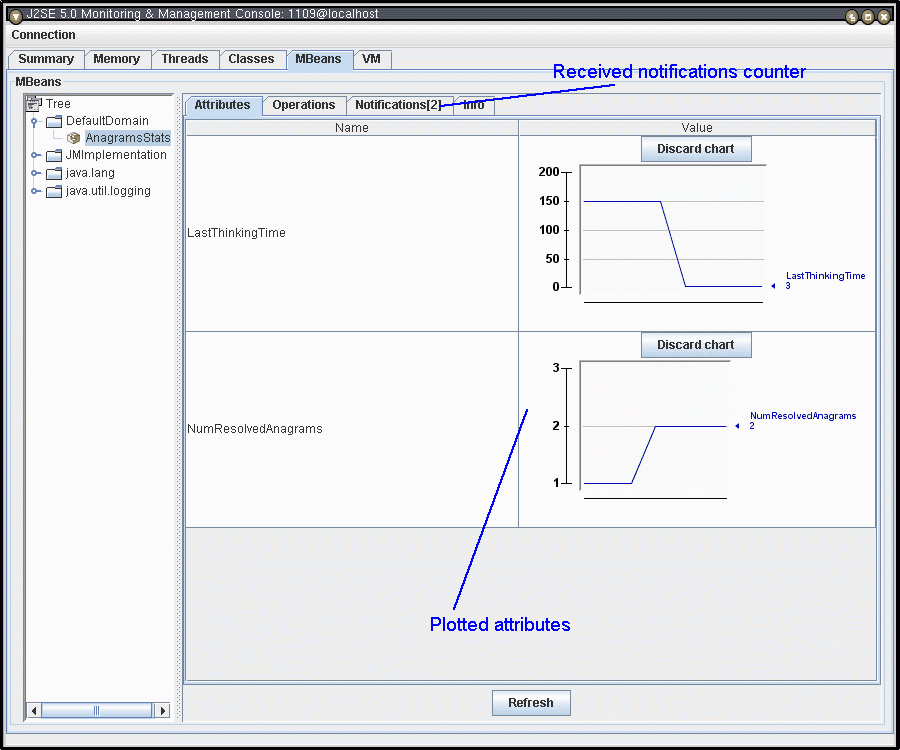 J2SE 5.0 Monitoring & Management Console: 1109@localhost
Connection
Summary Memory Threads Classes MBeans VM
Received notifications counter
MBeans
Tree
DefaultDomain
AnagramsStats
JMImplementation
java.lang
java.util.logging
Attributes Operations Notifications[2] Info
Name Value
LastThinkingTime
Discard chart
200
150
100
50
0
LastThinkingTime
3
NumResolvedAnagrams
Discard chart
3
2
1
NumResolvedAnagrams
2
Plotted attributes
Refresh